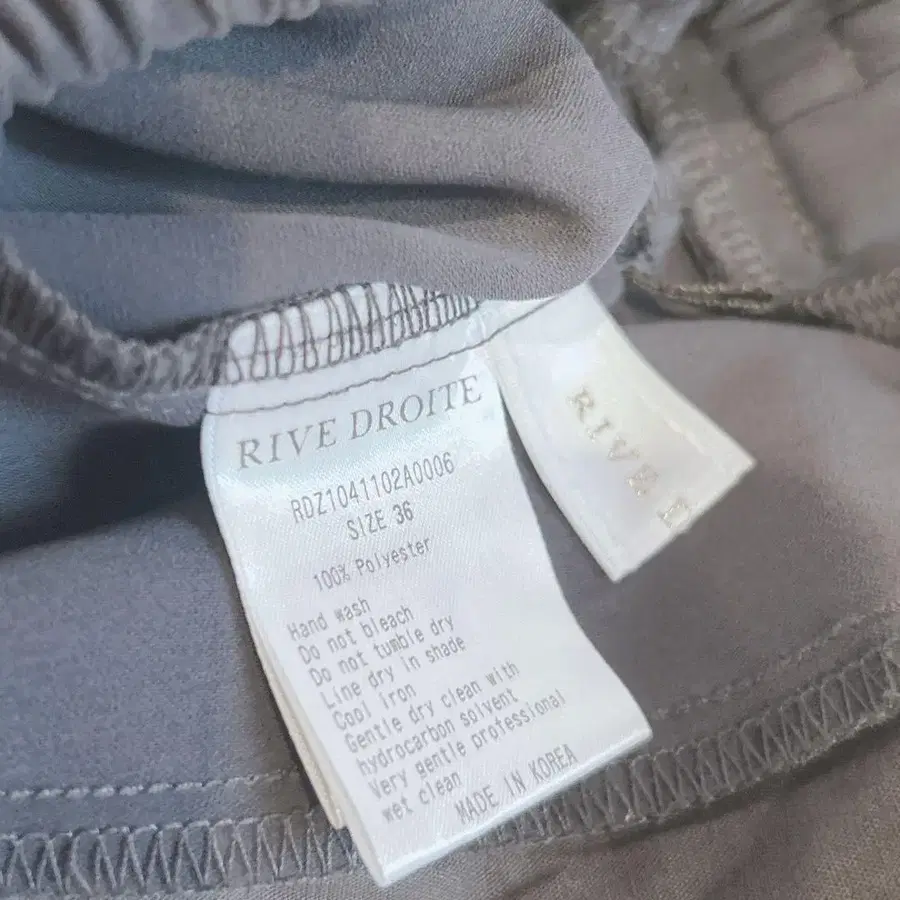 RIVE DROITE
RDZ1041102A0006
SIZE 36
100% Polyester
Hand wash
Do not bleach
Do not tumble dry
Line dry in shade
Cool iron
Gentle dry clean with
hydrocarbon solvent
Very gentle professional
wet clean
MADE IN KOREA
RIVE